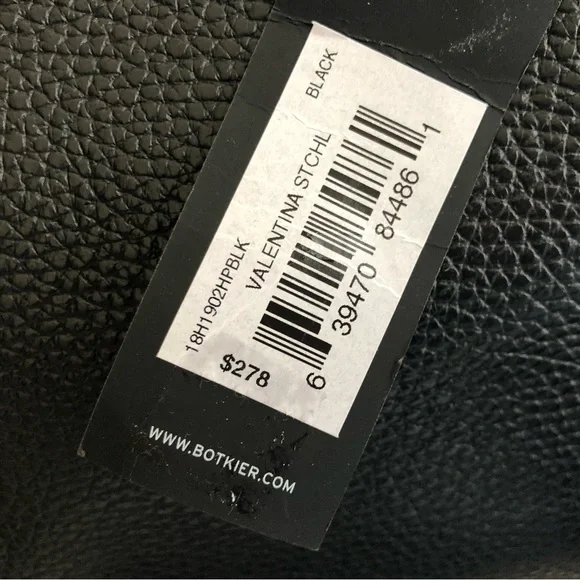 18H1902HPBLK
BLACK
VALENTINA STCHL
6 39470 84486 1
$278
WWW.BOTKIER.COM